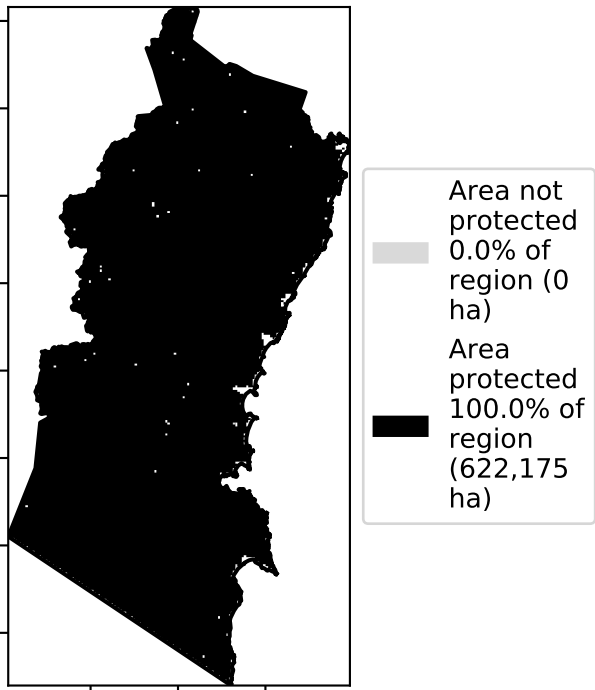 Area not
protected
0.0% of
region (0
ha)
Area
protected
100.0% of
region
(622,175
ha)